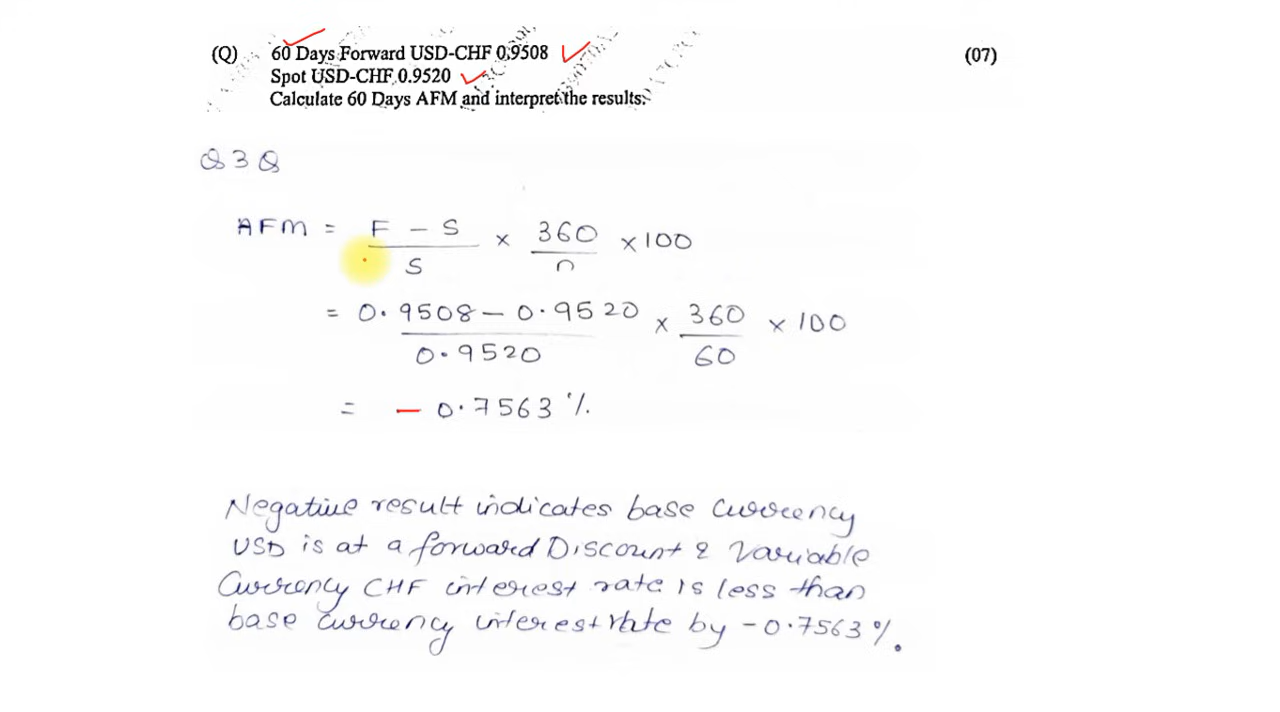 (Q) 60 Days Forward USD-CHF 0.9508 (07)
Spot USD-CHF 0.9520
Calculate 60 Days AFM and interpret the results.
Q 3 Q
AFM = F - S / S × 360 / n × 100
= 0.9508 - 0.9520 / 0.9520 × 360 / 60 × 100
= - 0.7563 %
Negative result indicates base Currency
USD is at a forward Discount & Variable
Currency CHF interest rate is less than
base currency interest rate by -0.7563 %.